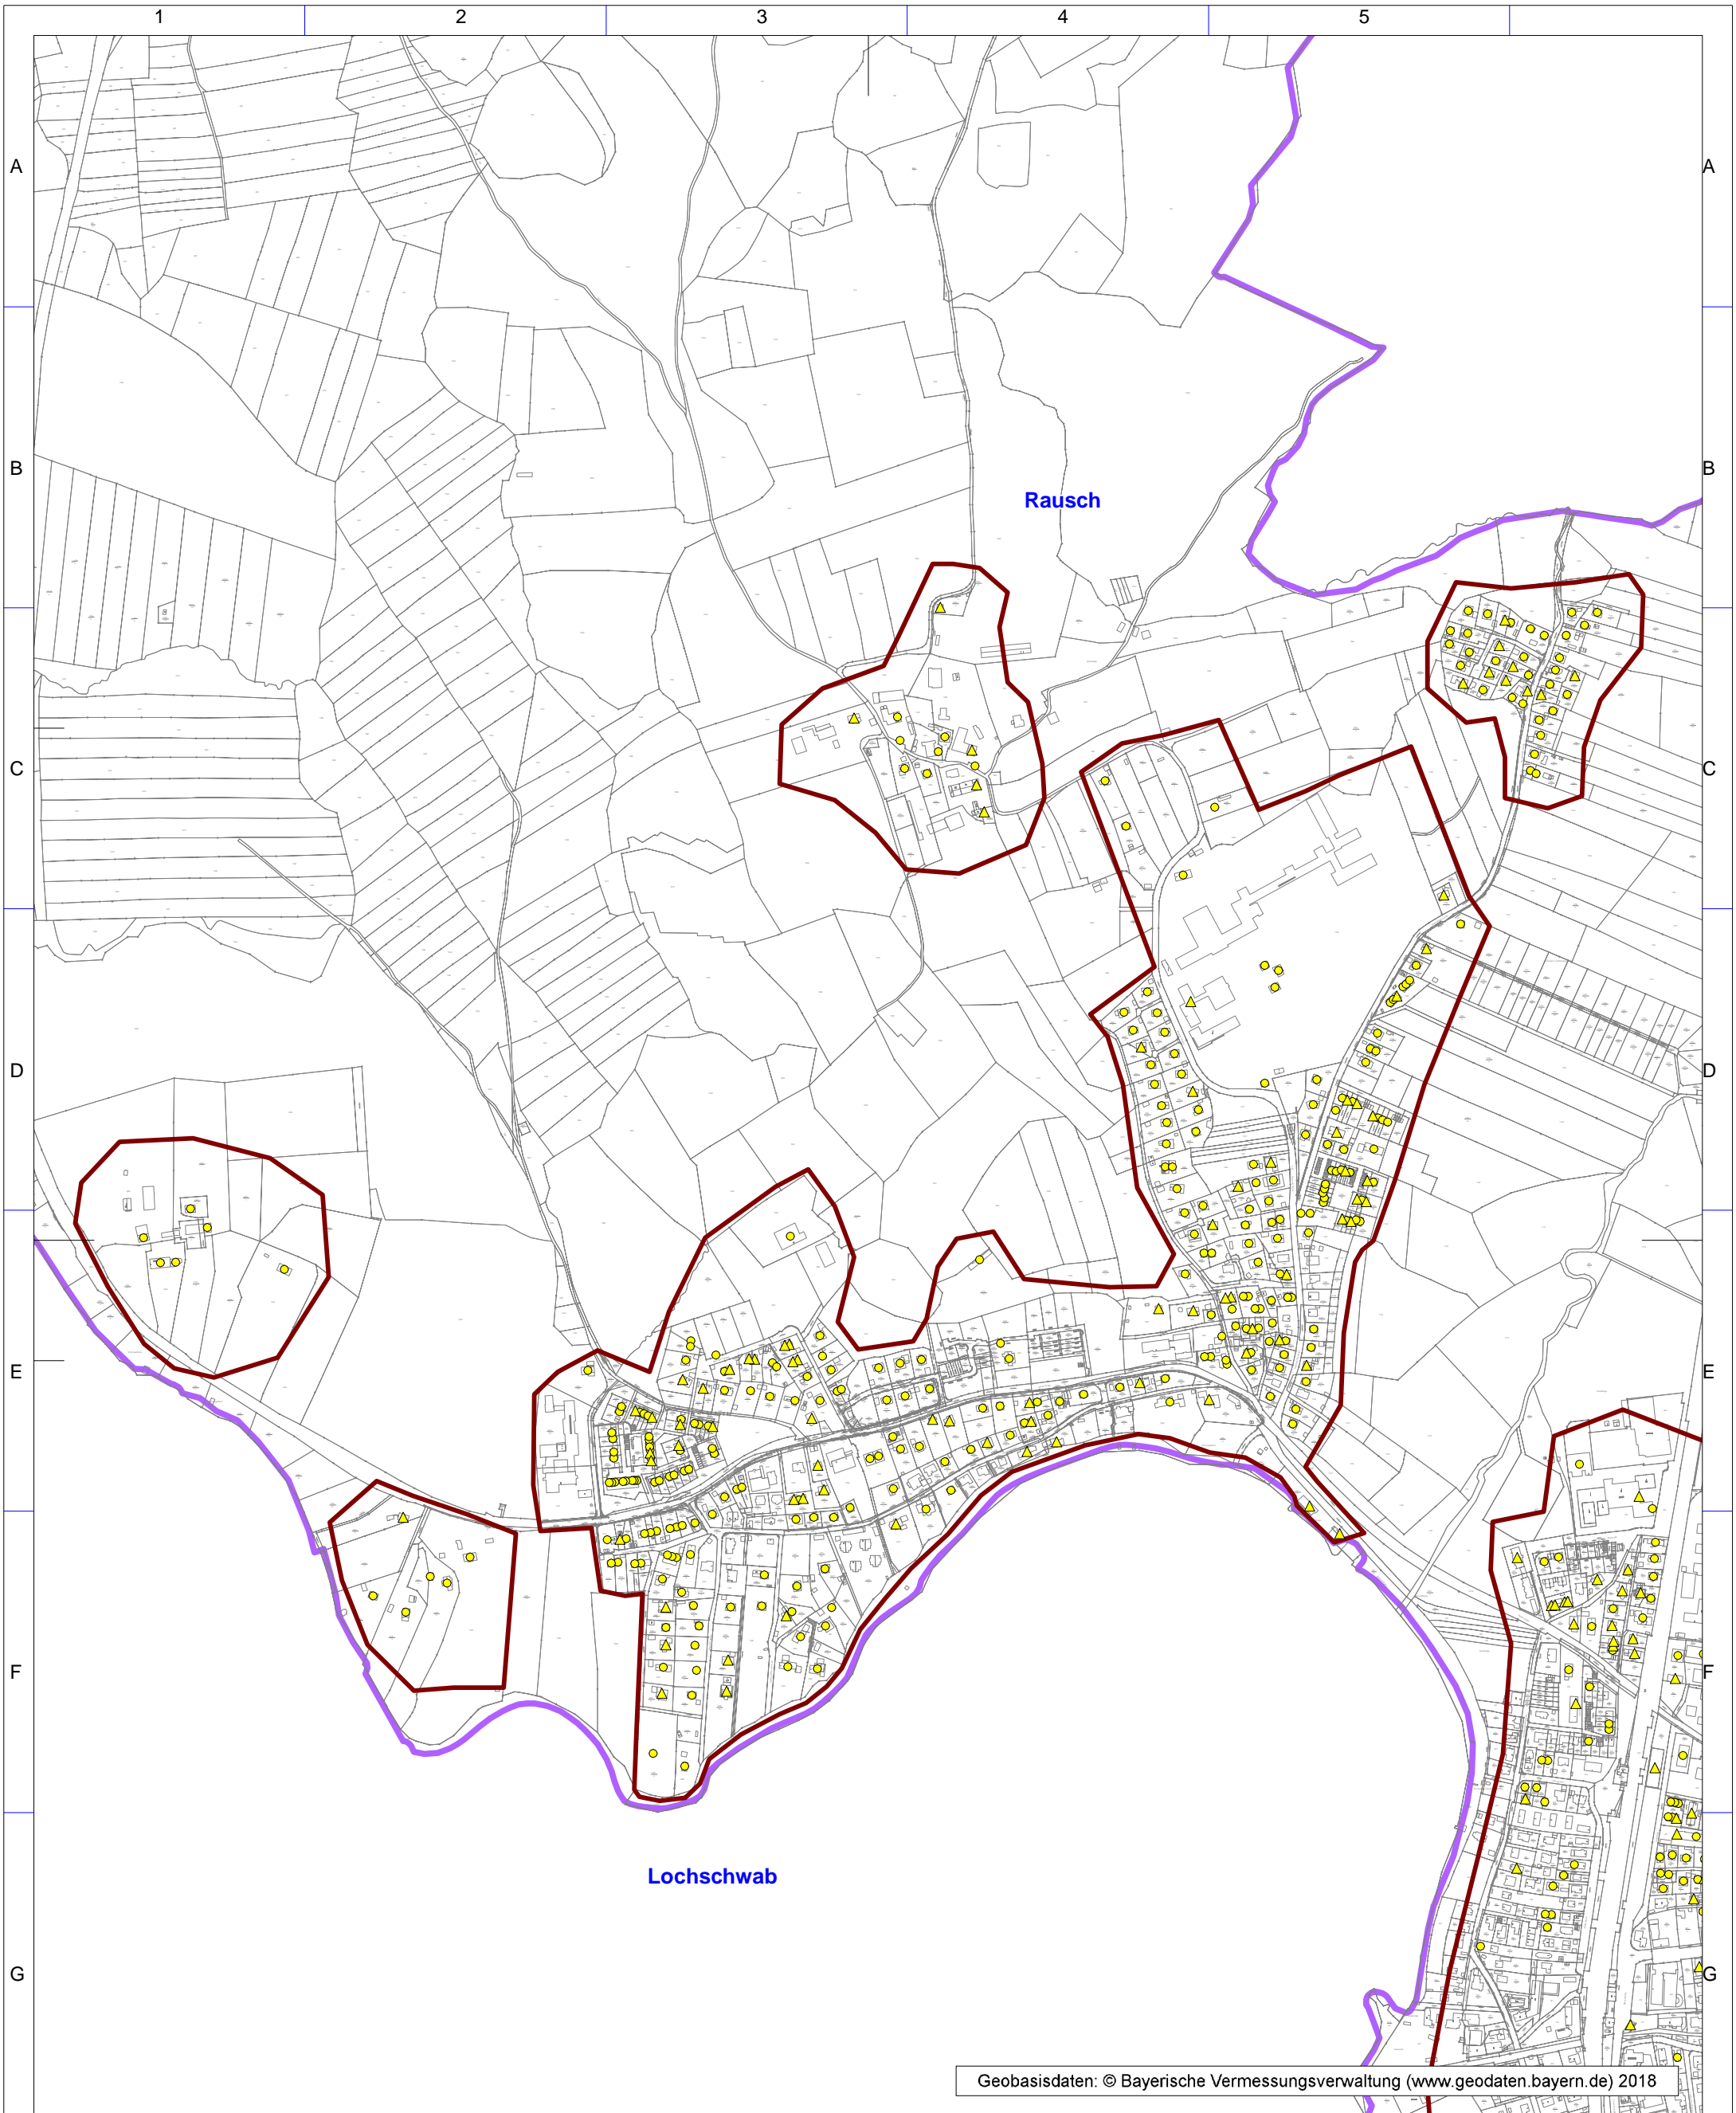 1 2 3 4 5
A A
B B
Rausch
C C
D D
E E
F F
Lochschwab
G G
Geobasisdaten: © Bayerische Vermessungsverwaltung (www.geodaten.bayern.de) 2018